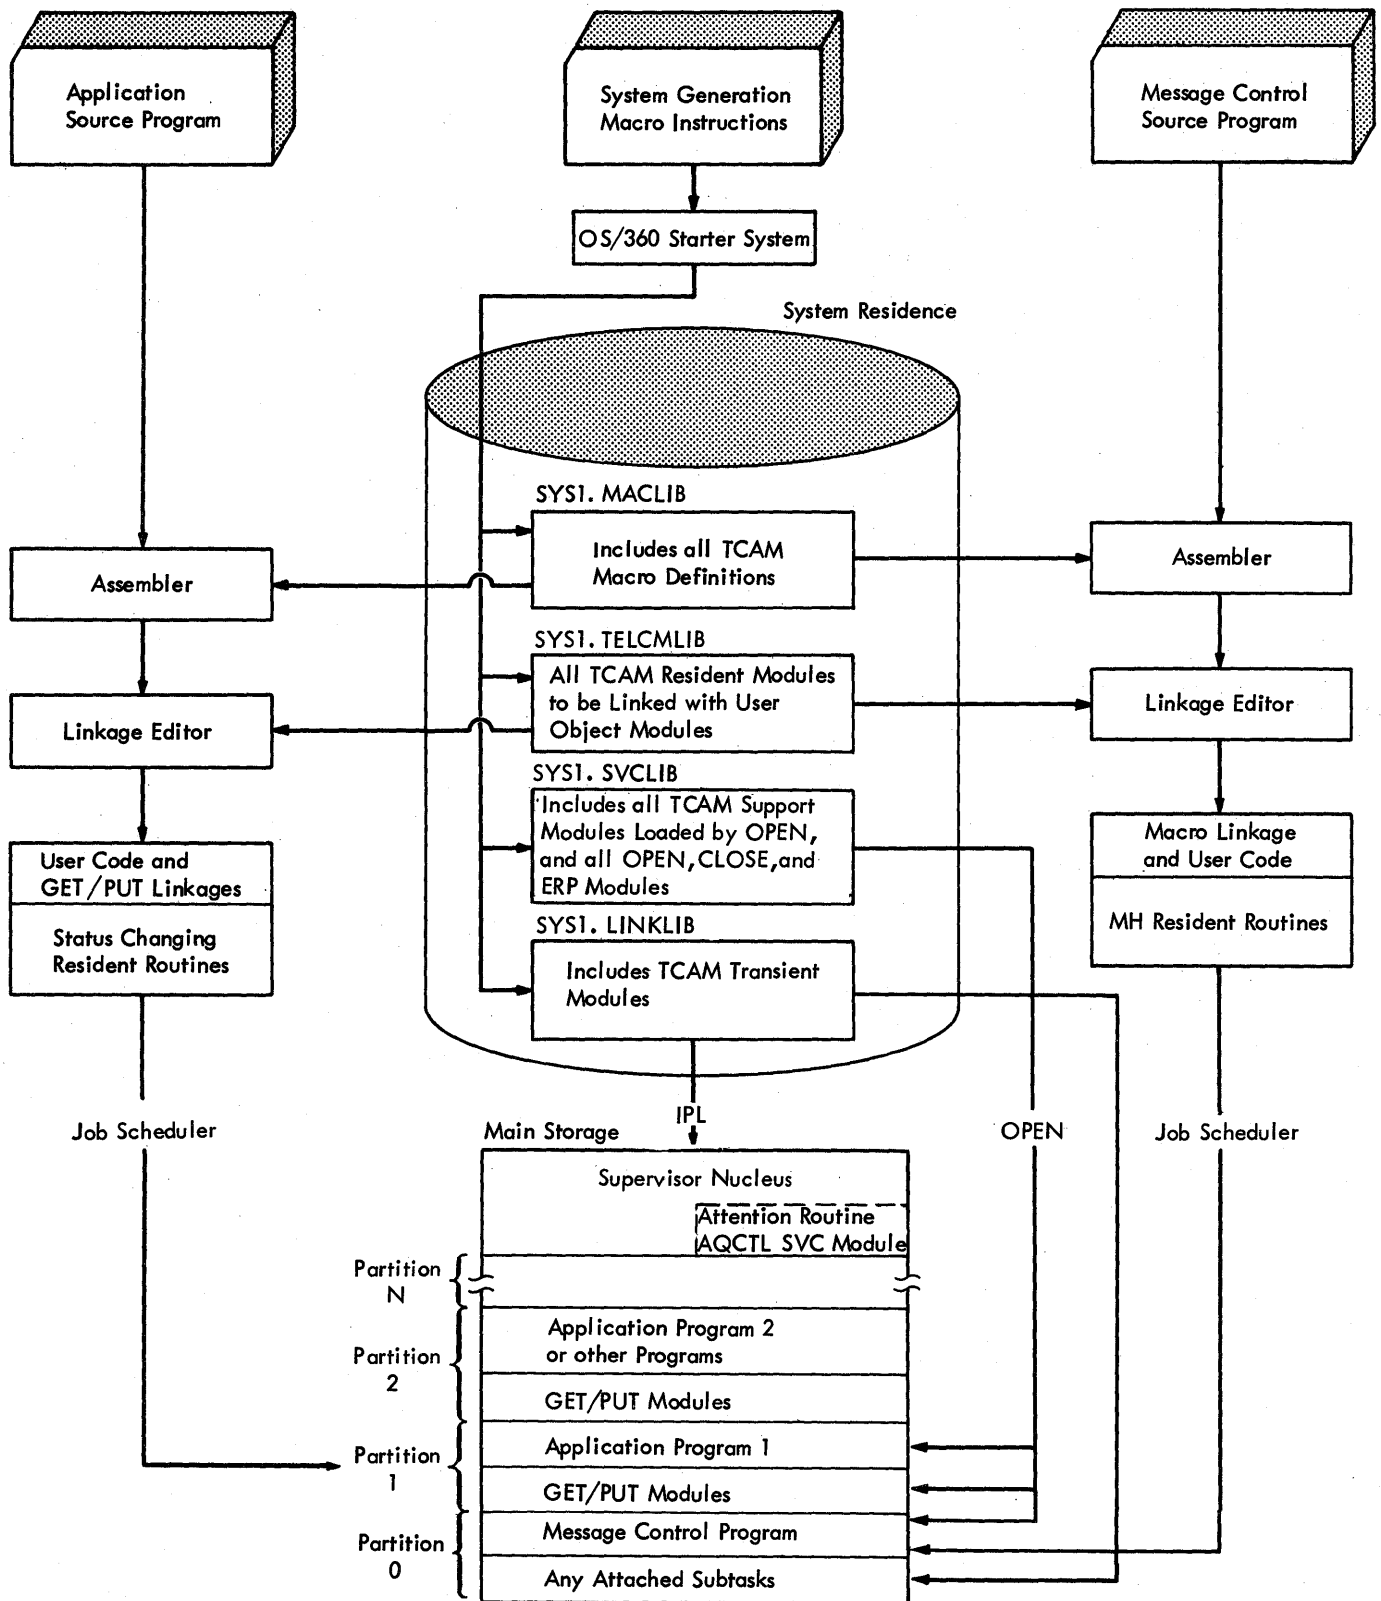 Application
Source Program
System Generation
Macro Instructions
Message Control
Source Program
OS/360 Starter System
System Residence
SYS1. MACLIB
Includes all TCAM
Macro Definitions
Assembler
Assembler
SYS1. TELCMLIB
All TCAM Resident Modules
to be Linked with User
Object Modules
Linkage Editor
Linkage Editor
SYS1. SVCLIB
Includes all TCAM Support
Modules Loaded by OPEN,
and all OPEN, CLOSE, and
ERP Modules
User Code and
GET/PUT Linkages
Status Changing
Resident Routines
Macro Linkage
and User Code
MH Resident Routines
SYS1. LINKLIB
Includes TCAM Transient
Modules
Job Scheduler
IPL
OPEN
Job Scheduler
Main Storage
Supervisor Nucleus
Attention Routine
AQCTL SVC Module
Partition
N
Partition
2
Application Program 2
or other Programs
GET/PUT Modules
Partition
1
Application Program 1
GET/PUT Modules
Partition
0
Message Control Program
Any Attached Subtasks